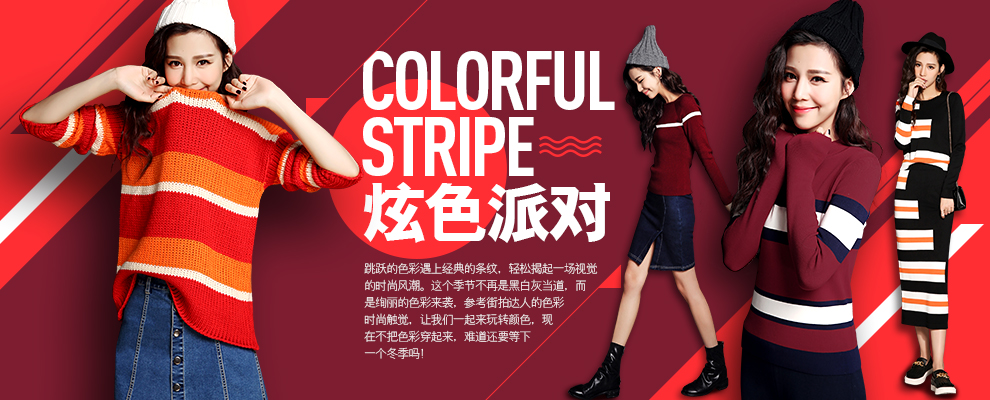 COLORFUL
STRIPE
炫色派对
跳跃的色彩遇上经典的条纹，轻松揭起一场视觉
的时尚风潮。这个季节不再是黑白灰当道，而
是绚丽的色彩来袭，参考街拍达人的色彩
时尚触觉，让我们一起来玩转颜色，现
在不把色彩穿起来，难道还要等下
一个冬季吗！